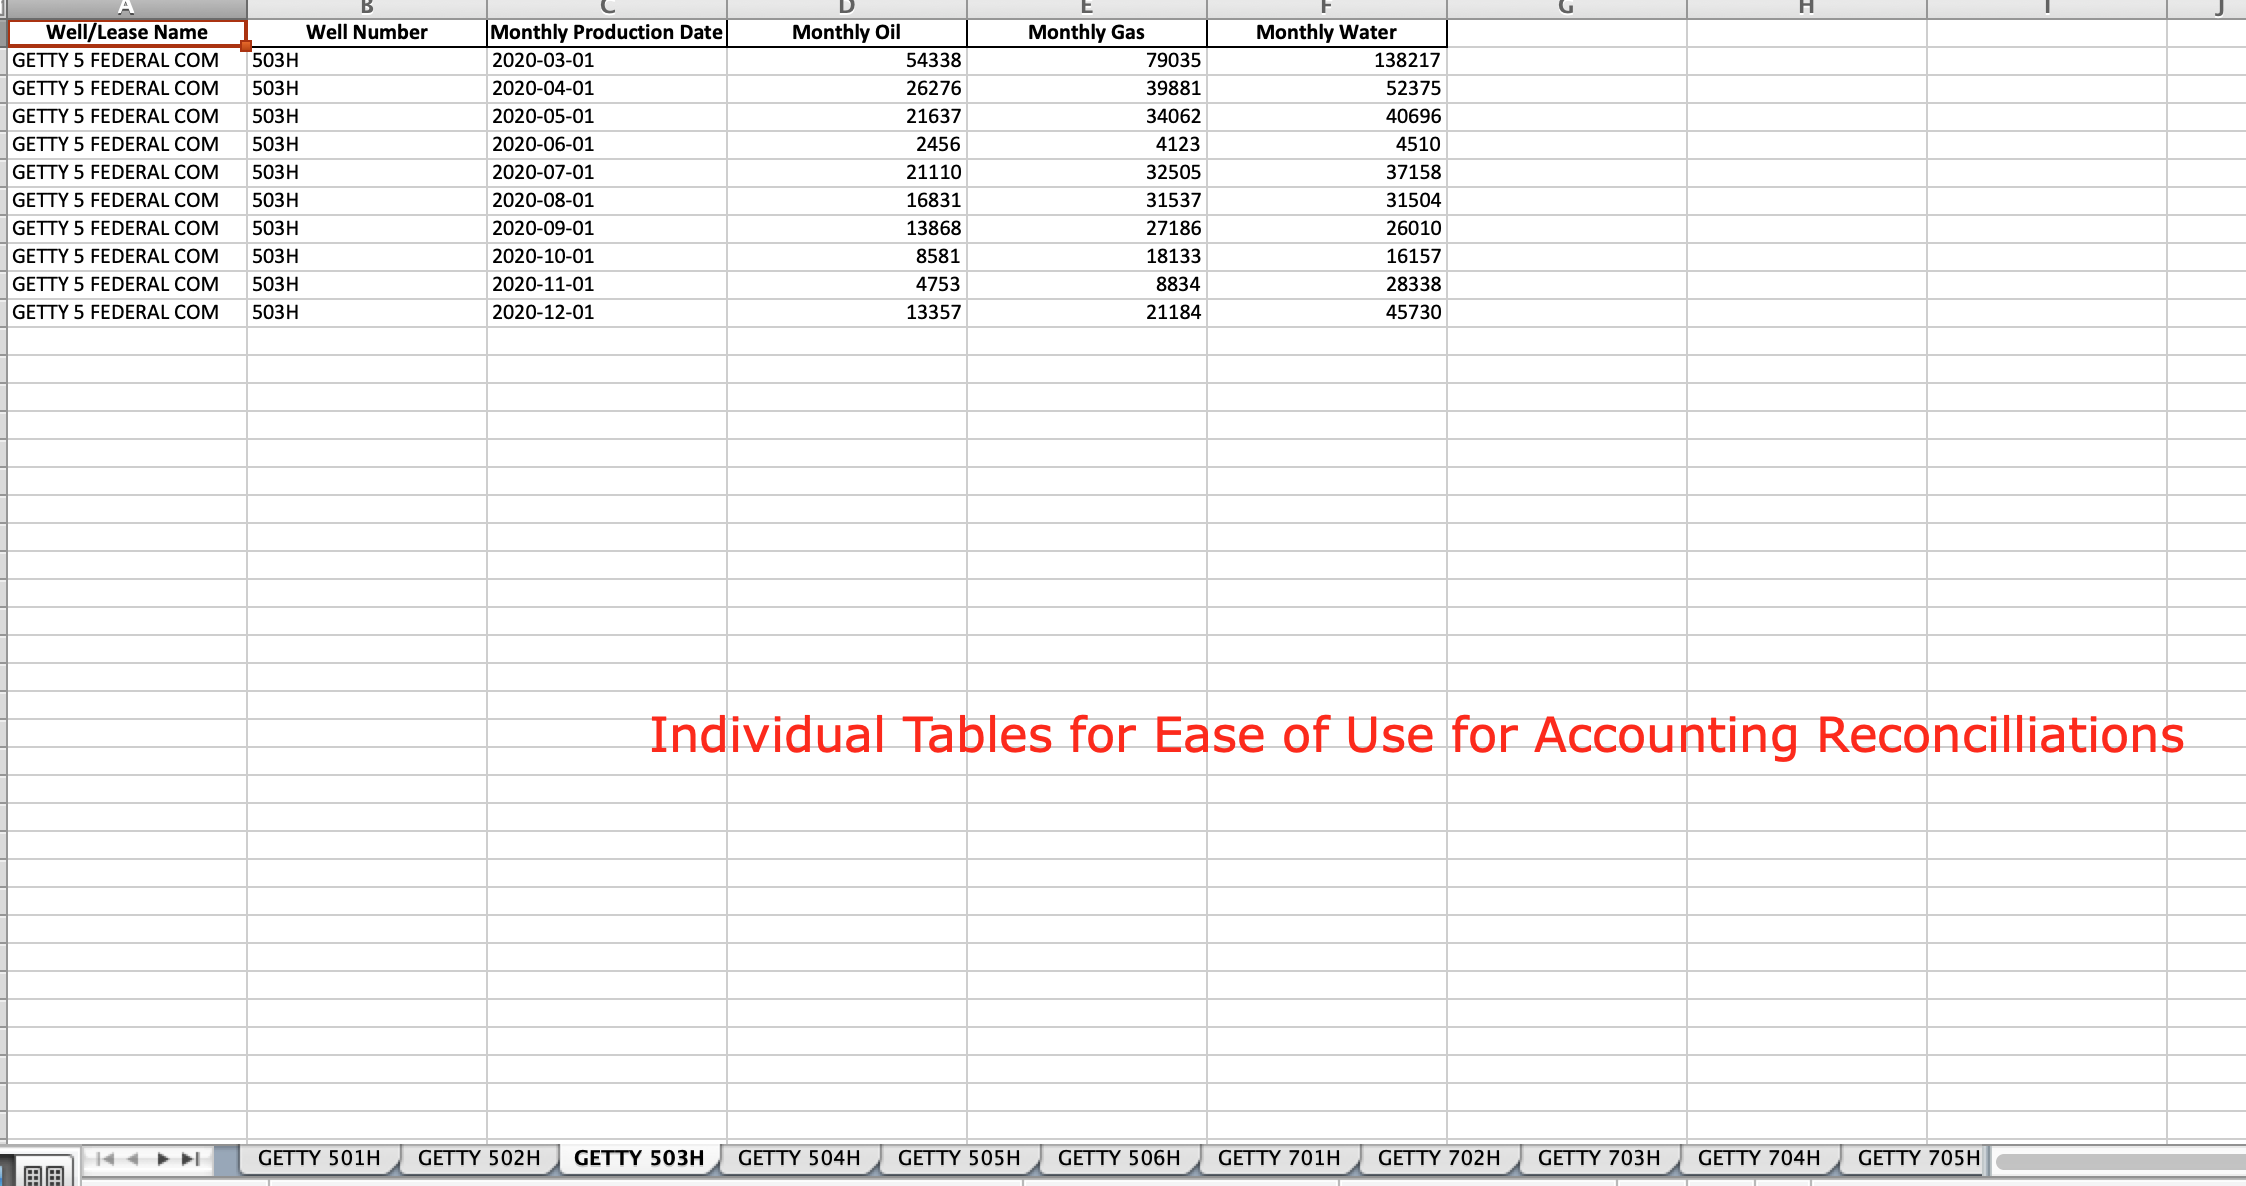 A B C D E F G H I J
Well/Lease Name Well Number Monthly Production Date Monthly Oil Monthly Gas Monthly Water
GETTY 5 FEDERAL COM 503H 2020-03-01 54338 79035 138217
GETTY 5 FEDERAL COM 503H 2020-04-01 26276 39881 52375
GETTY 5 FEDERAL COM 503H 2020-05-01 21637 34062 40696
GETTY 5 FEDERAL COM 503H 2020-06-01 2456 4123 4510
GETTY 5 FEDERAL COM 503H 2020-07-01 21110 32505 37158
GETTY 5 FEDERAL COM 503H 2020-08-01 16831 31537 31504
GETTY 5 FEDERAL COM 503H 2020-09-01 13868 27186 26010
GETTY 5 FEDERAL COM 503H 2020-10-01 8581 18133 16157
GETTY 5 FEDERAL COM 503H 2020-11-01 4753 8834 28338
GETTY 5 FEDERAL COM 503H 2020-12-01 13357 21184 45730
Individual Tables for Ease of Use for Accounting Reconcilliations
GETTY 501H GETTY 502H GETTY 503H GETTY 504H GETTY 505H GETTY 506H GETTY 701H GETTY 702H GETTY 703H GETTY 704H GETTY 705H